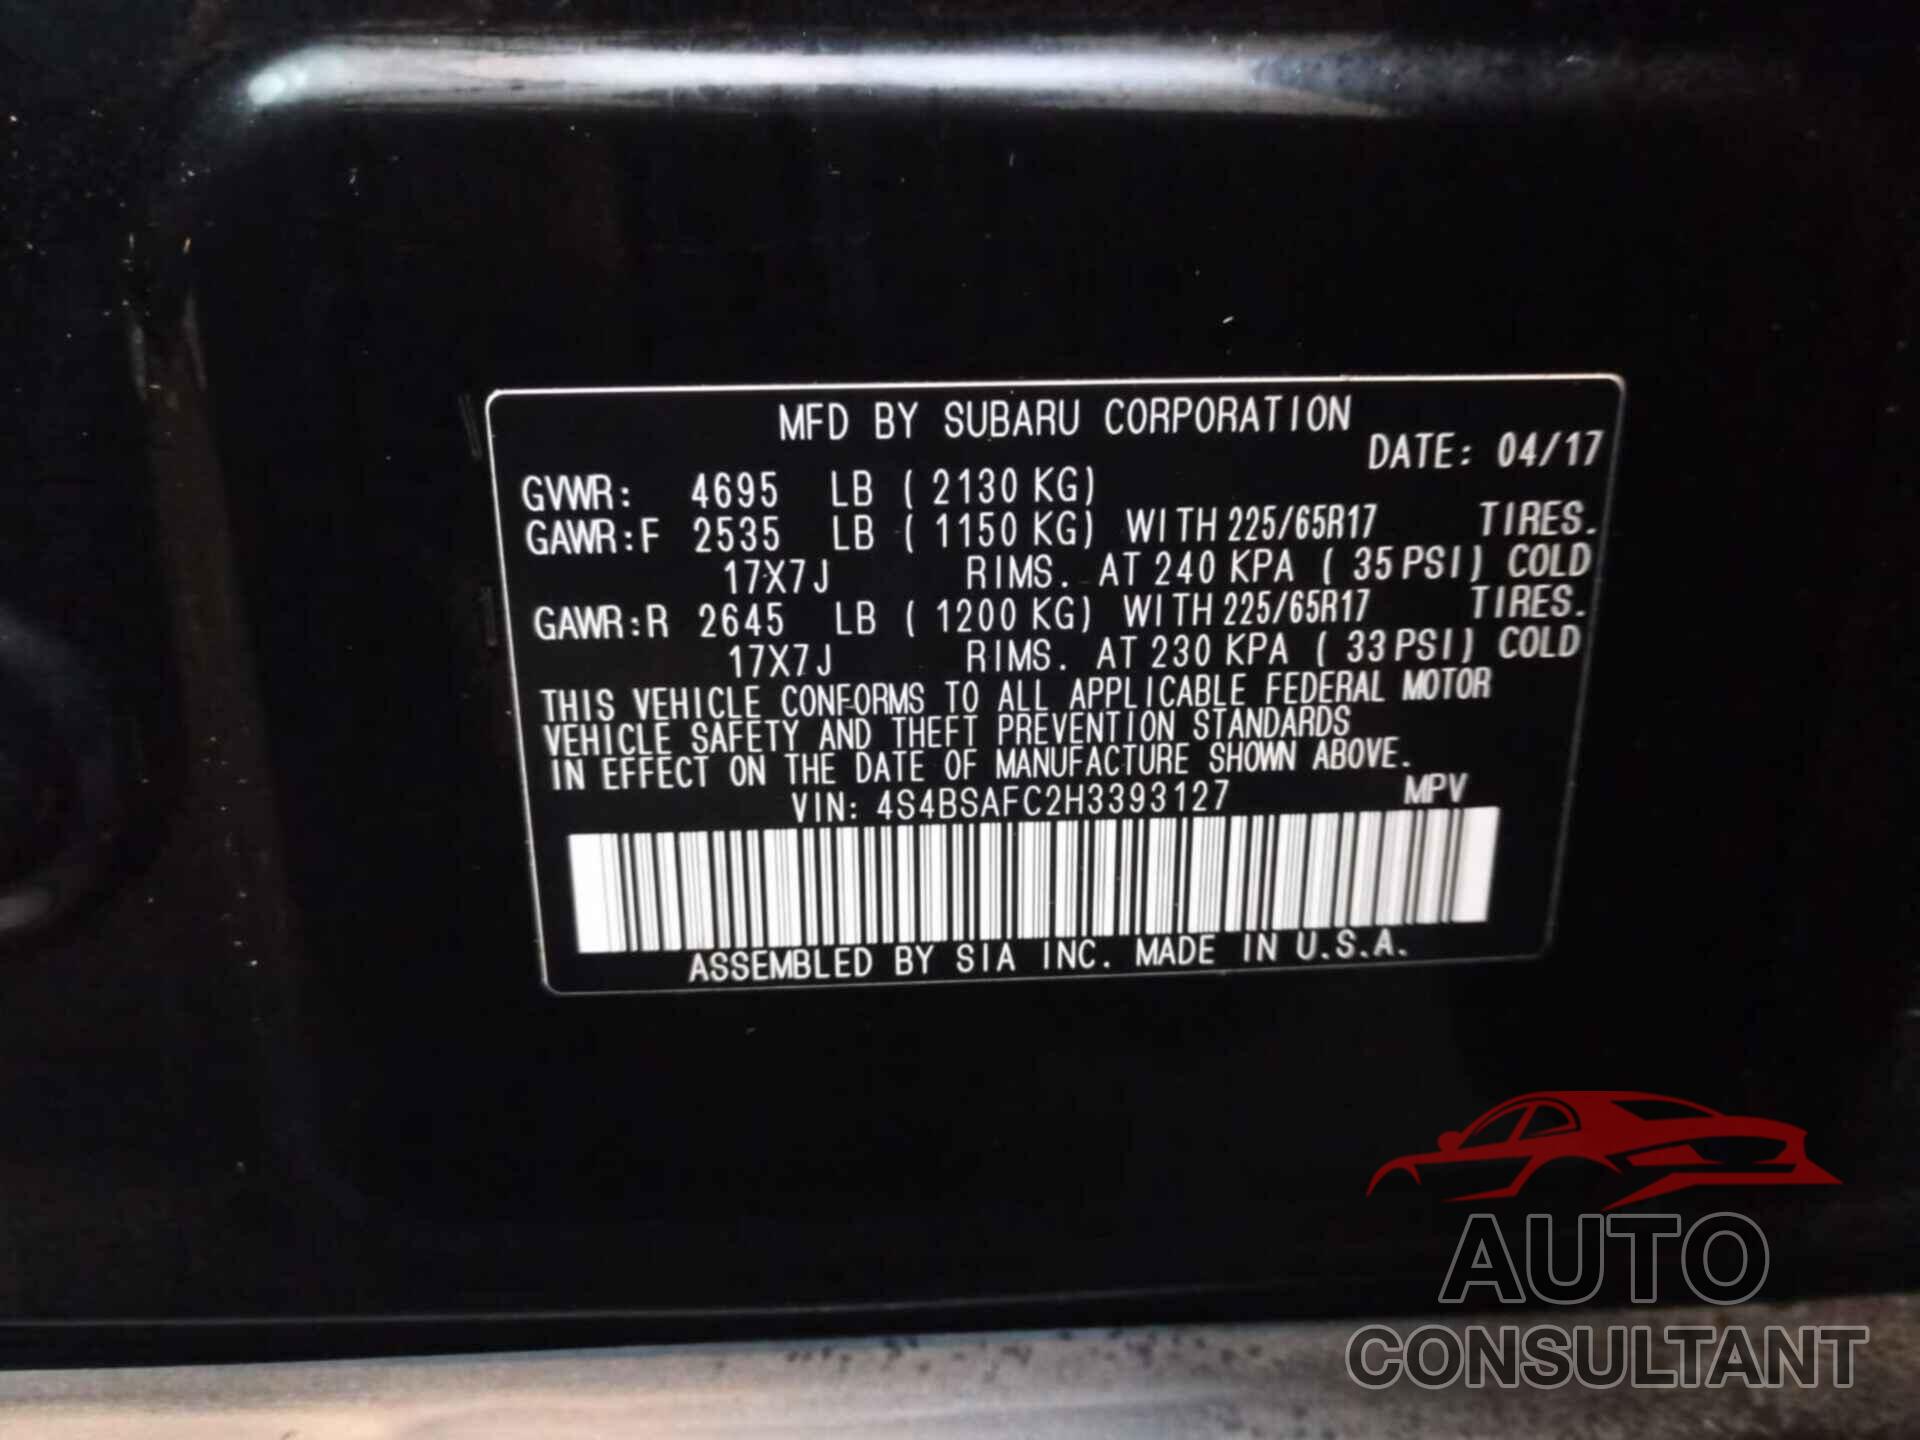 MFD BY SUBARU CORPORATION
DATE: 04/17
GVWR: 4695 LB ( 2130 KG)
GAWR:F 2535 LB ( 1150 KG) WITH 225/65R17 TIRES.
17X7J RIMS. AT 240 KPA ( 35 PSI) COLD
GAWR:R 2645 LB ( 1200 KG) WITH 225/65R17 TIRES.
17X7J RIMS. AT 230 KPA ( 33 PSI) COLD
THIS VEHICLE CONFORMS TO ALL APPLICABLE FEDERAL MOTOR
VEHICLE SAFETY AND THEFT PREVENTION STANDARDS
IN EFFECT ON THE DATE OF MANUFACTURE SHOWN ABOVE.
VIN: 4S4BSAFC2H3393127 MPV
ASSEMBLED BY SIA INC. MADE IN U.S.A.
AUTO
CONSULTANT